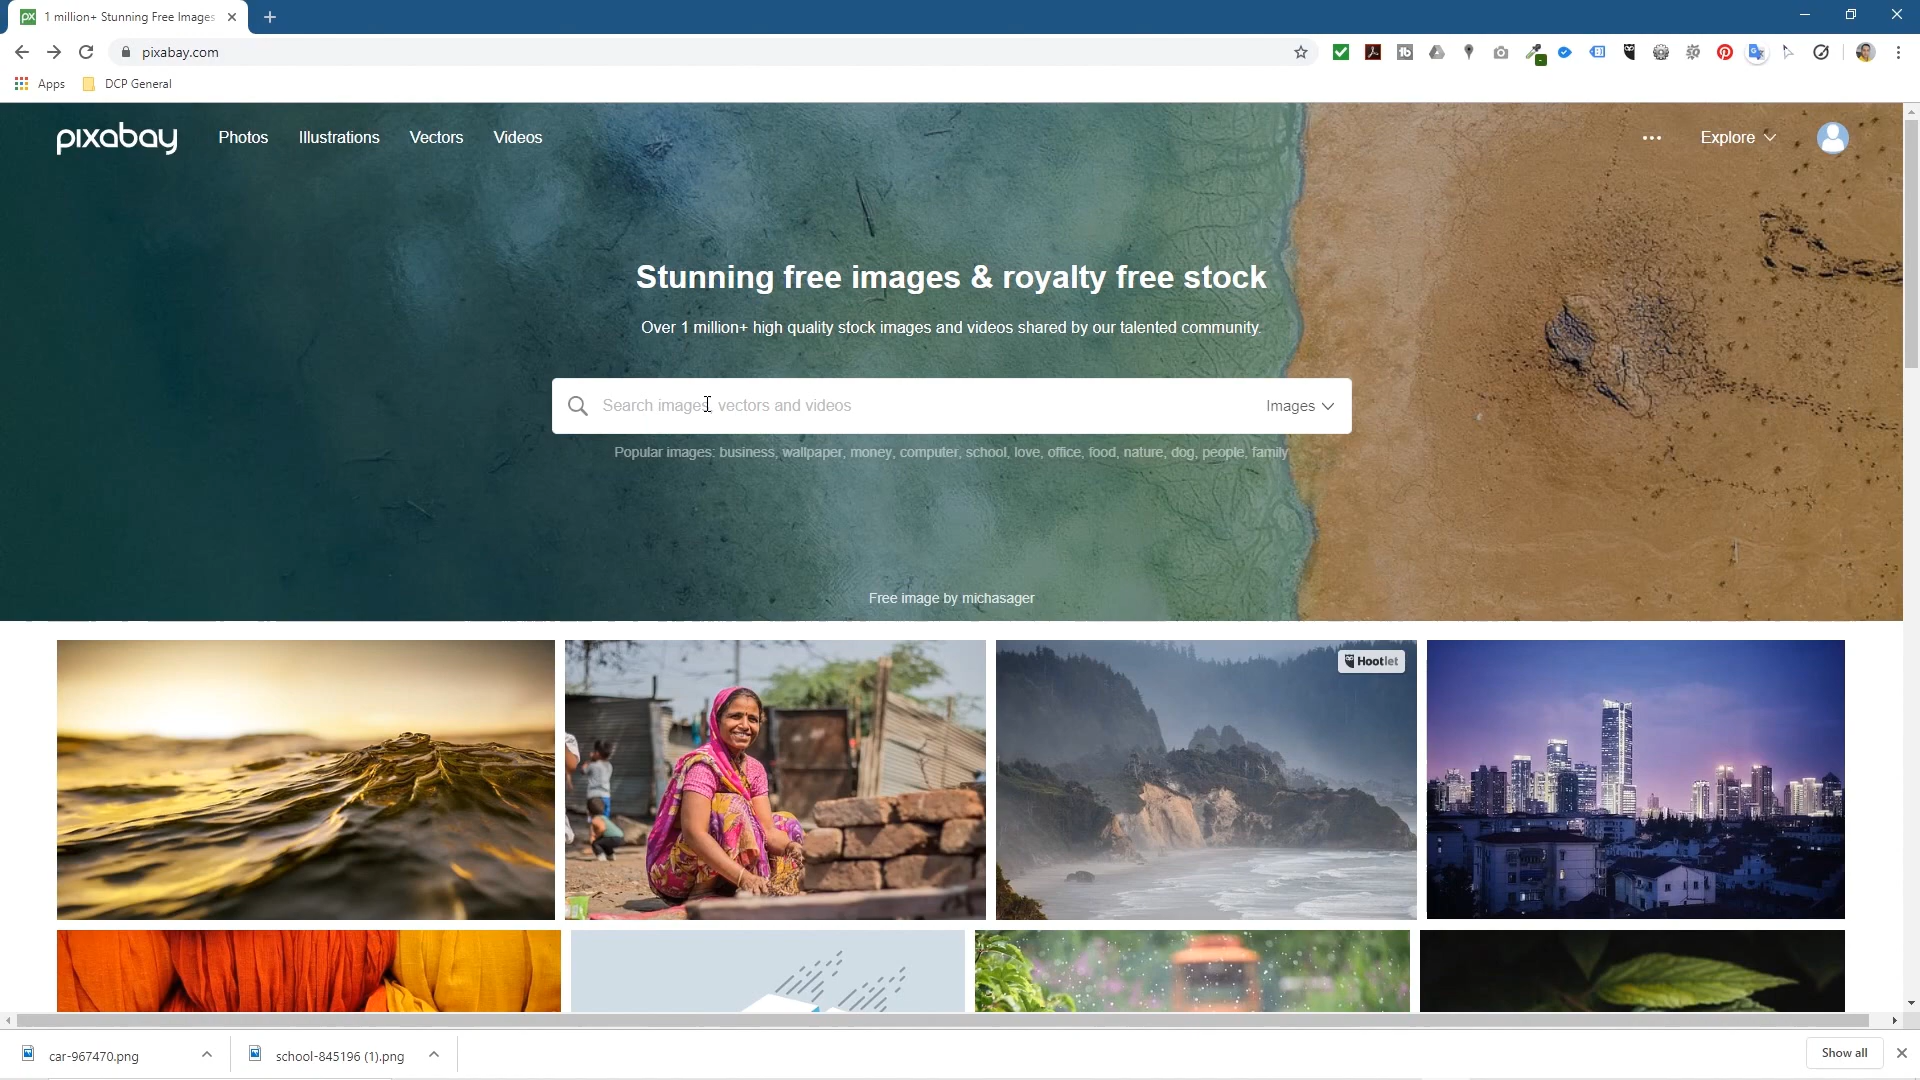 1 million+ Stunning Free Images
pixabay.com
Apps
DCP General
pixabay
Photos
Illustrations
Vectors
Videos
Explore
Stunning free images & royalty free stock
Over 1 million+ high quality stock images and videos shared by our talented community.
Search images, vectors and videos
Images
Popular images: business, wallpaper, money, computer, school, love, office, food, nature, dog, people, family
Free image by michasager
Hootlet
car-967470.png
school-845196 (1).png
Show all